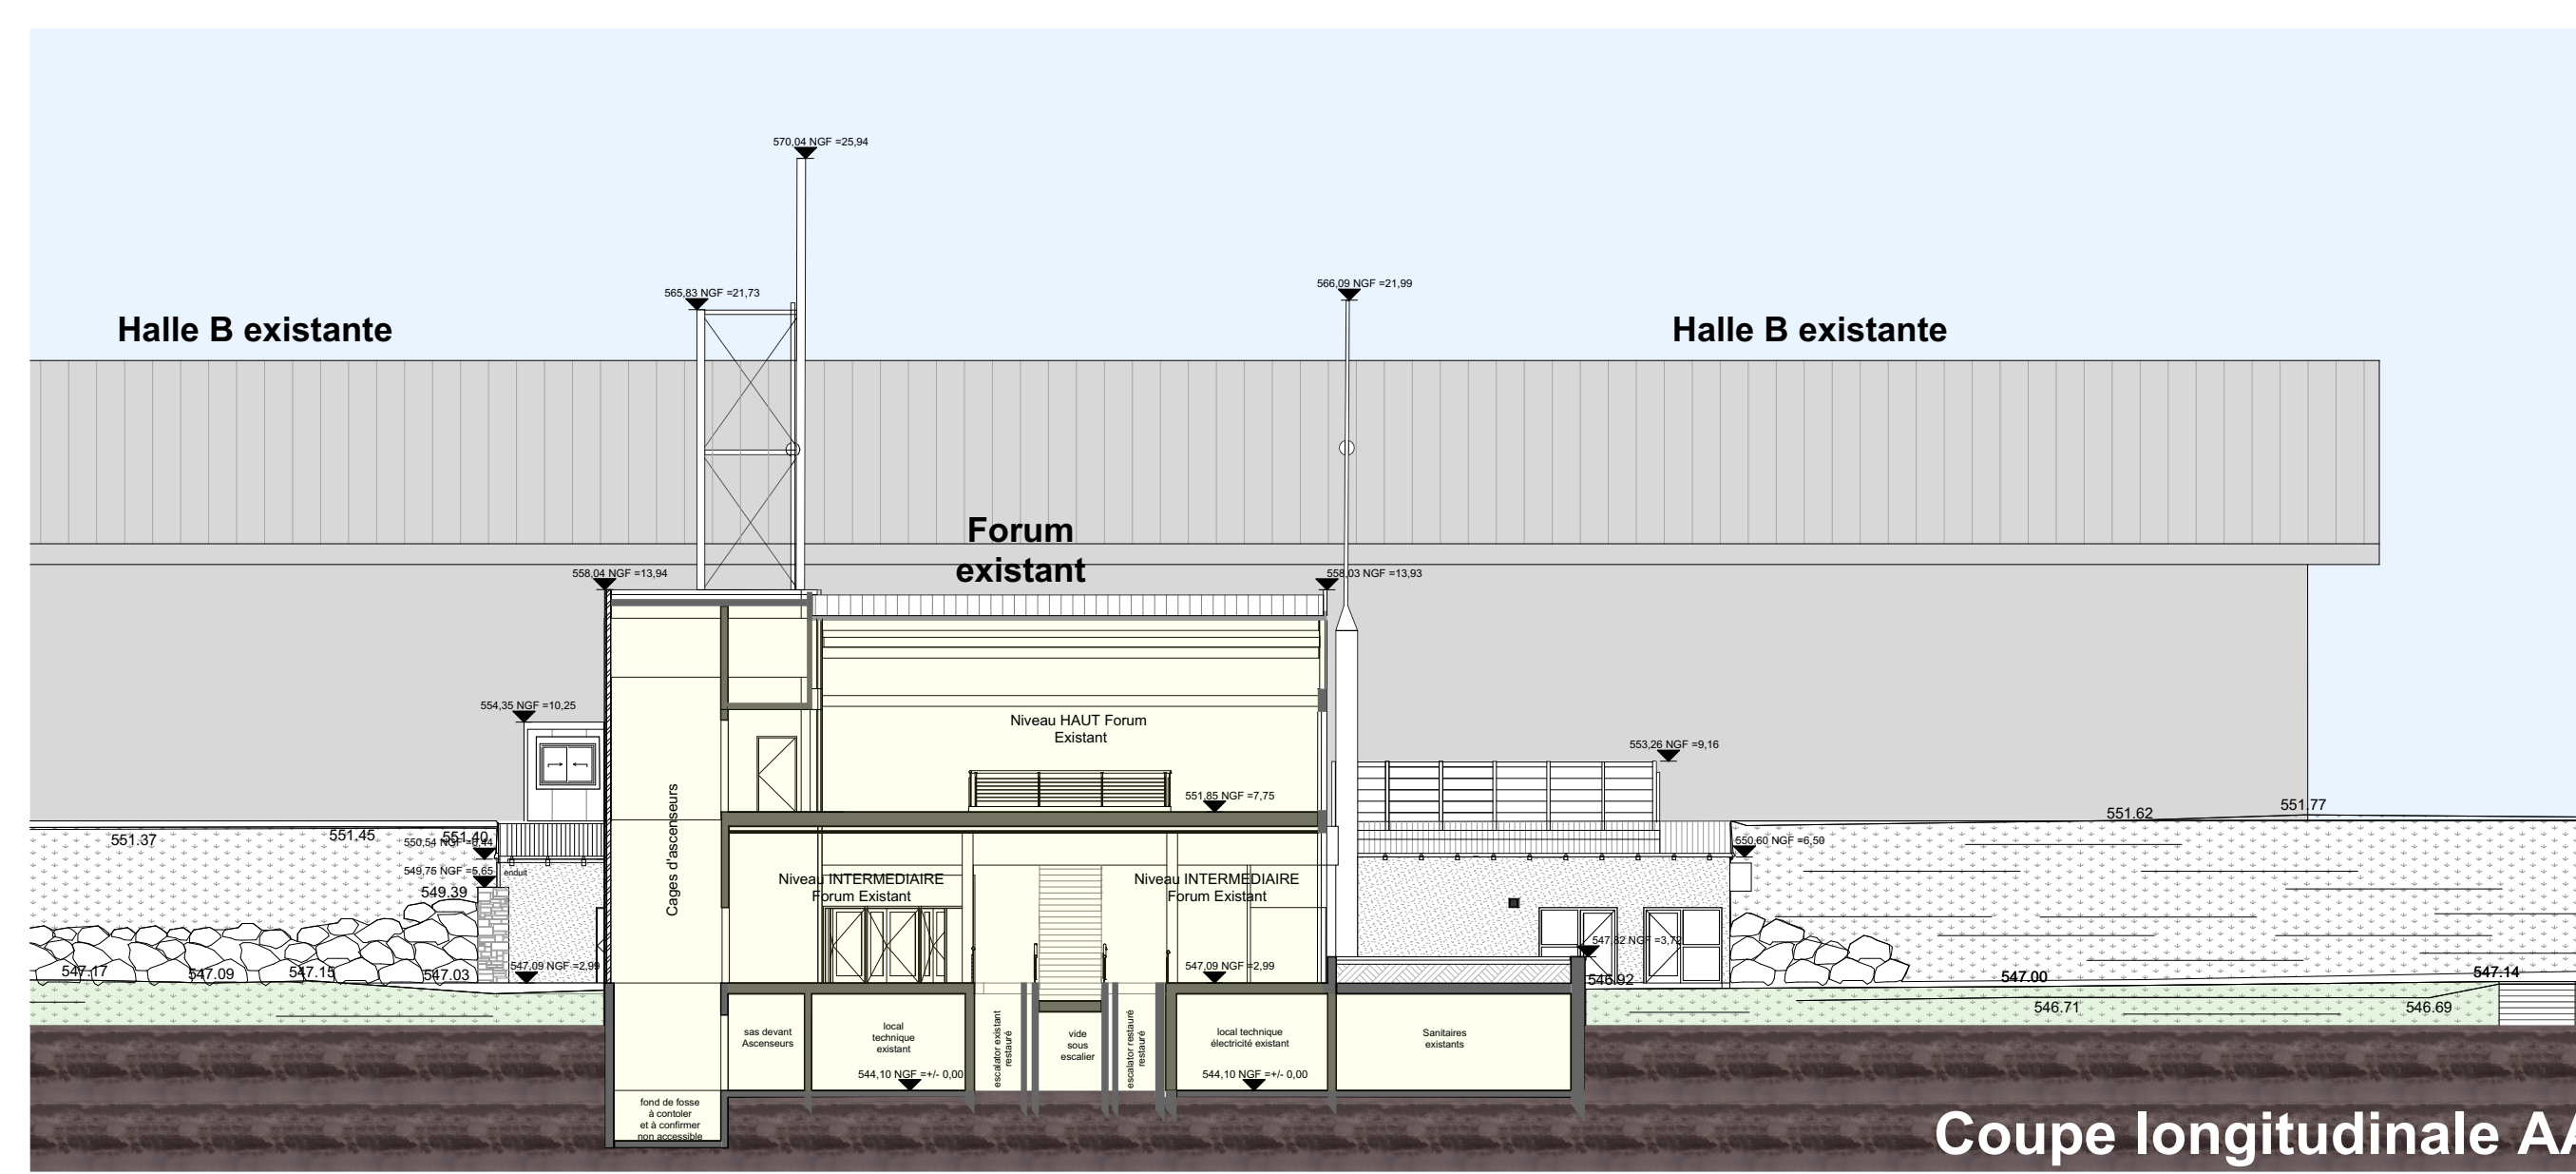 570,04 NGF =25,94
565,83 NGF =21,73
566,09 NGF =21,99
Halle B existante
Halle B existante
Forum
existant
558,04 NGF =13,94
558,03 NGF =13,93
554,35 NGF =10,25
Niveau HAUT Forum
Existant
553,26 NGF =9,16
Cages d'ascenseurs
551,85 NGF =7,75
551.77
551.62
551.37
551.45
551.40
550,54 NGF =6,44
550,60 NGF =6,50
549,75 NGF =5,65
enduit
549.39
Niveau INTERMEDIAIRE
Forum Existant
Niveau INTERMEDIAIRE
Forum Existant
547,82 NGF =3,72
547.17
547.09
547.15
547.03
547,09 NGF =2,99
547,09 NGF =2,99
546.92
547.00
547.14
546.71
546.69
sas devant
Ascenseurs
local
technique
existant
escalator existant
restauré
vide
sous
escalier
escalator restauré
restauré
local technique
électricité existant
Sanitaires
existants
544,10 NGF =+/- 0,00
544,10 NGF =+/- 0,00
fond de fosse
à contoler
et à confirmer
non accessible
Coupe longitudinale AA